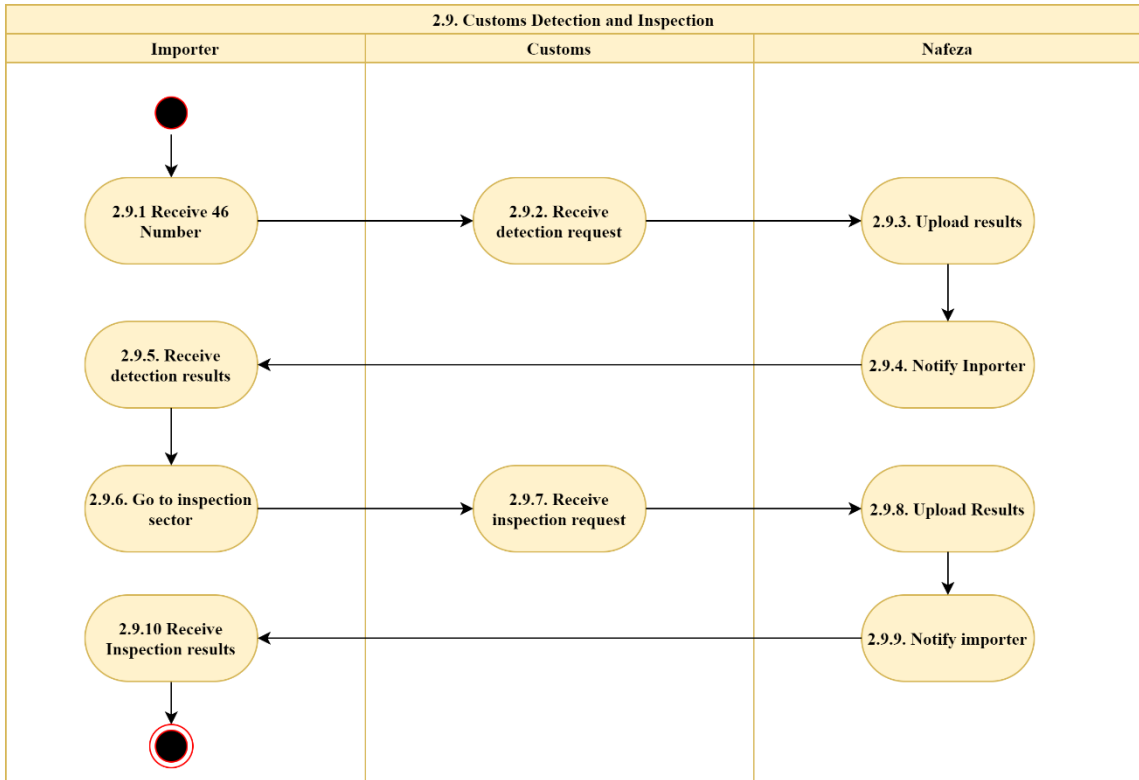 2.9. Customs Detection and Inspection
Importer
Customs
Nafeza
2.9.1 Receive 46
Number
2.9.2. Receive
detection request
2.9.3. Upload results
2.9.5. Receive
detection results
2.9.4. Notify Inporter
2.9.6. Go to inspection
sector
2.9.7. Receive
inspection request
2.9.8. Upload Results
2.9.10 Receive
Inspection results
2.9.9. Notify importer